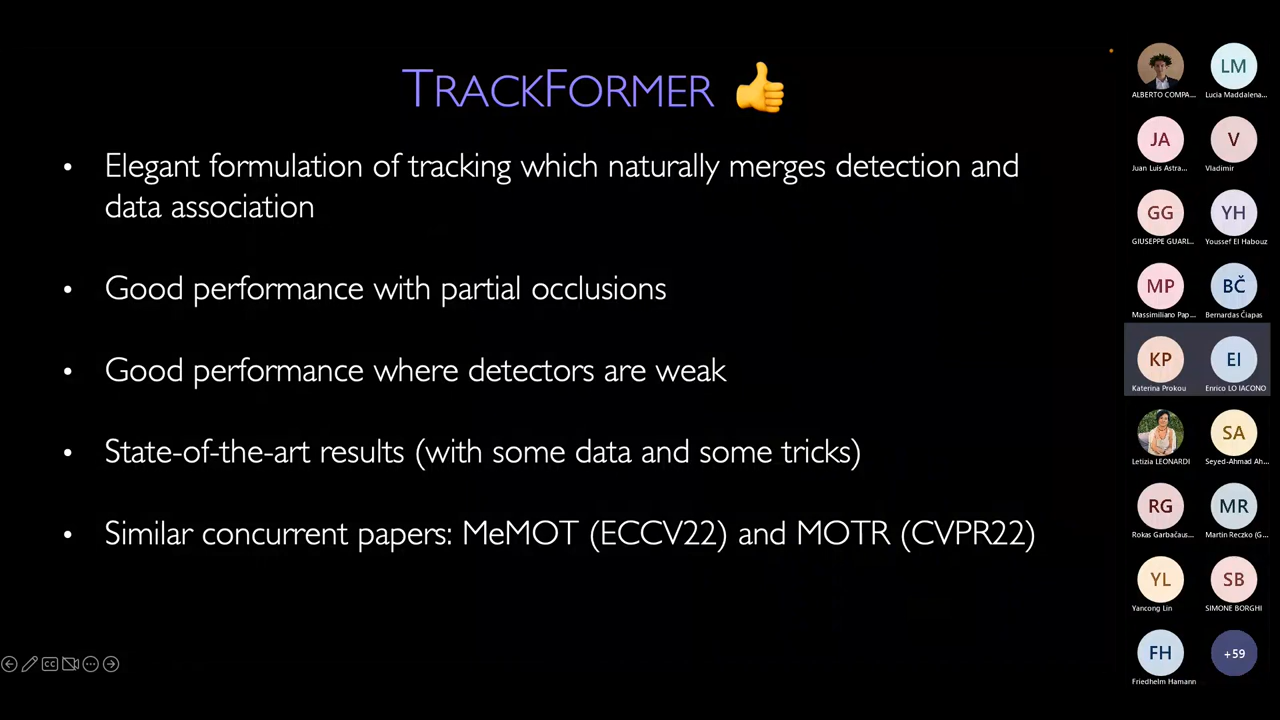 TRACKFORMER 👍
• Elegant formulation of tracking which naturally merges detection and
data association
• Good performance with partial occlusions
• Good performance where detectors are weak
• State-of-the-art results (with some data and some tricks)
• Similar concurrent papers: MeMOT (ECCV22) and MOTR (CVPR22)
CC
LM
ALBERTO COMPA...
Lucia Maddalena...
JA
V
Juan Luis Astra...
Vladimir
GG
YH
GIUSEPPE GUARL...
Youssef El Habouz
MP
BČ
Massimiliano Pap...
Bernardas Čiapas
KP
EI
Katerina Prokou
Enrico LO IACONO
SA
Letizia LEONARDI
Seyed-Ahmad Ah...
RG
MR
Rokas Garbačaus...
Martin Reczko (G...
YL
SB
Yancong Lin
SIMONE BORGHI
FH
+59
Friedhelm Hamann